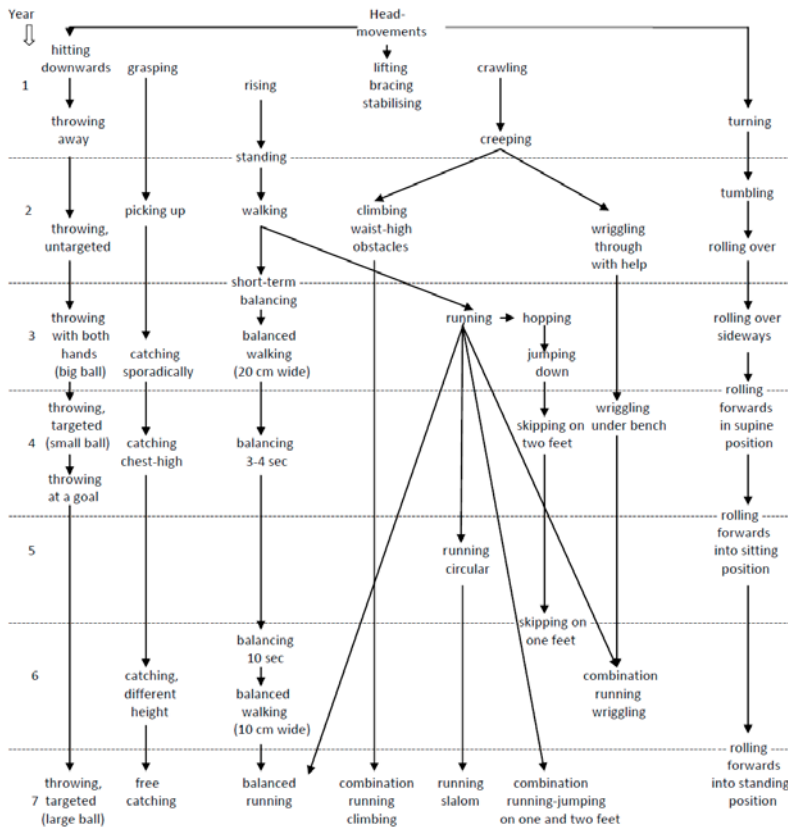 Year
Head-
movements
hitting
downwards
grasping
lifting
bracing
stabilising
crawling
1
rising
throwing
away
turning
creeping
standing
tumbling
2
picking up
walking
climbing
waist-high
obstacles
throwing,
untargeted
wriggling
through
with help
rolling over
short-term
balancing
3
throwing
with both
hands
(big ball)
catching
sporadically
balanced
walking
(20 cm wide)
running
hopping
jumping
down
rolling over
sideways
rolling
forwards
in supine
position
4
throwing,
targeted
(small ball)
catching
chest-high
balancing
3-4 sec
skipping on
two feet
wriggling
under bench
throwing
at a goal
5
running
circular
rolling
forwards
into sitting
position
skipping on
one feet
6
balancing
10 sec
catching,
different
height
balanced
walking
(10 cm wide)
combination
running
wriggling
rolling
forwards
into standing
position
7
throwing,
targeted
(large ball)
free
catching
balanced
running
combination
running
climbing
running
slalom
combination
running-jumping
on one and two feet